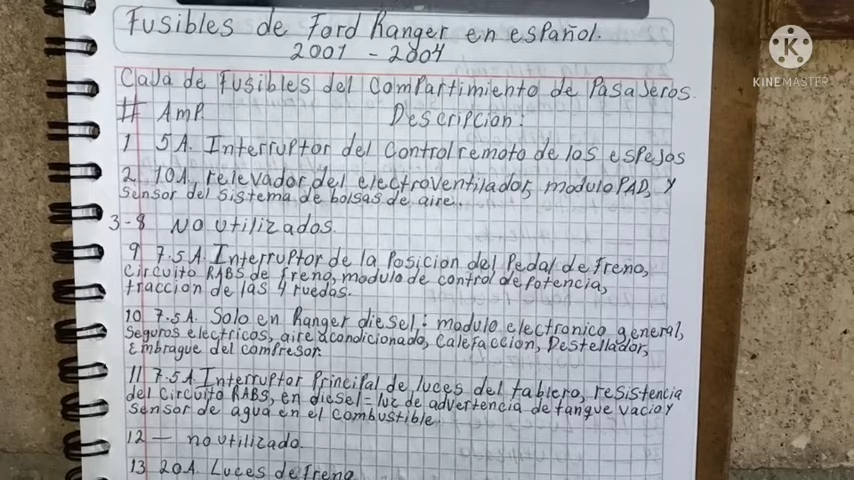 Fusibles de Ford Ranger en español.
2001 - 2004
Caja de Fusibles del Compartimiento de Pasajeros.
# Amp. Descripcion:
1 5A. Interruptor del Control remoto de los espejos
2 10A, relevador del electroventilador, modulo PAD, y
sensor del sistema de bolsas de aire.
3-8 No utilizados.
9 7.5A. Interruptor de la Posicion del Pedal de freno,
Circuito RABS de freno, modulo de control de potencia,
traccion de las 4 ruedas.
10 7.5A. Solo en Ranger diesel: modulo electronico general,
Seguros electricos, aire acondicionado, Calefaccion, Destellador,
Embrague del compresor.
11 7.5A. Interruptor Principal de luces del tablero, resistencia
del Circuito RABS, en diesel = luz de advertencia de tanque vacio y
sensor de agua en el combustible.
12 — no utilizado.
13 20A. Luces de freno
KINEMASTER